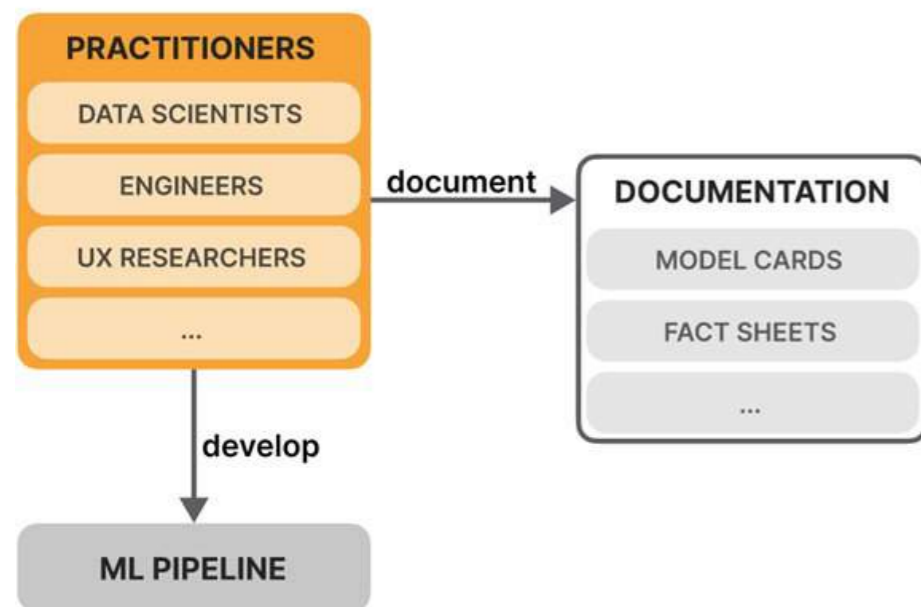 PRACTITIONERS
DATA SCIENTISTS
ENGINEERS
UX RESEARCHERS
...
document
DOCUMENTATION
MODEL CARDS
FACT SHEETS
...
develop
ML PIPELINE